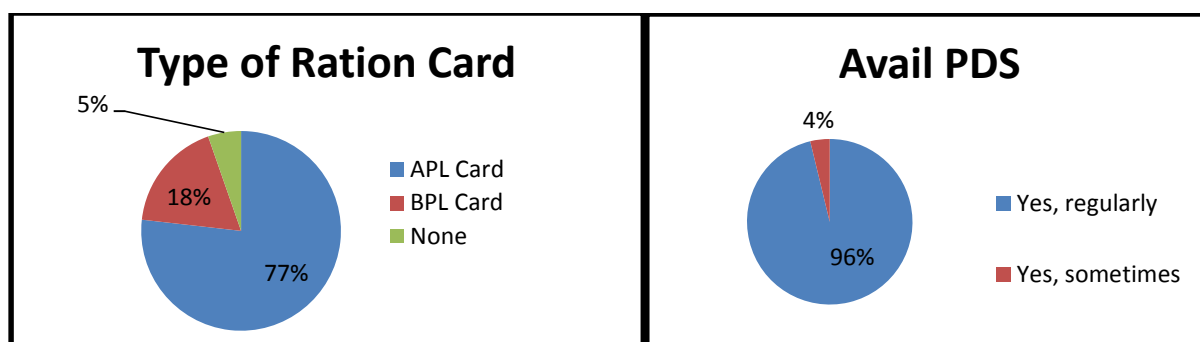 Type of Ration Card
5%
18%
77%
APL Card
BPL Card
None
Avail PDS
4%
96%
Yes, regularly
Yes, sometimes